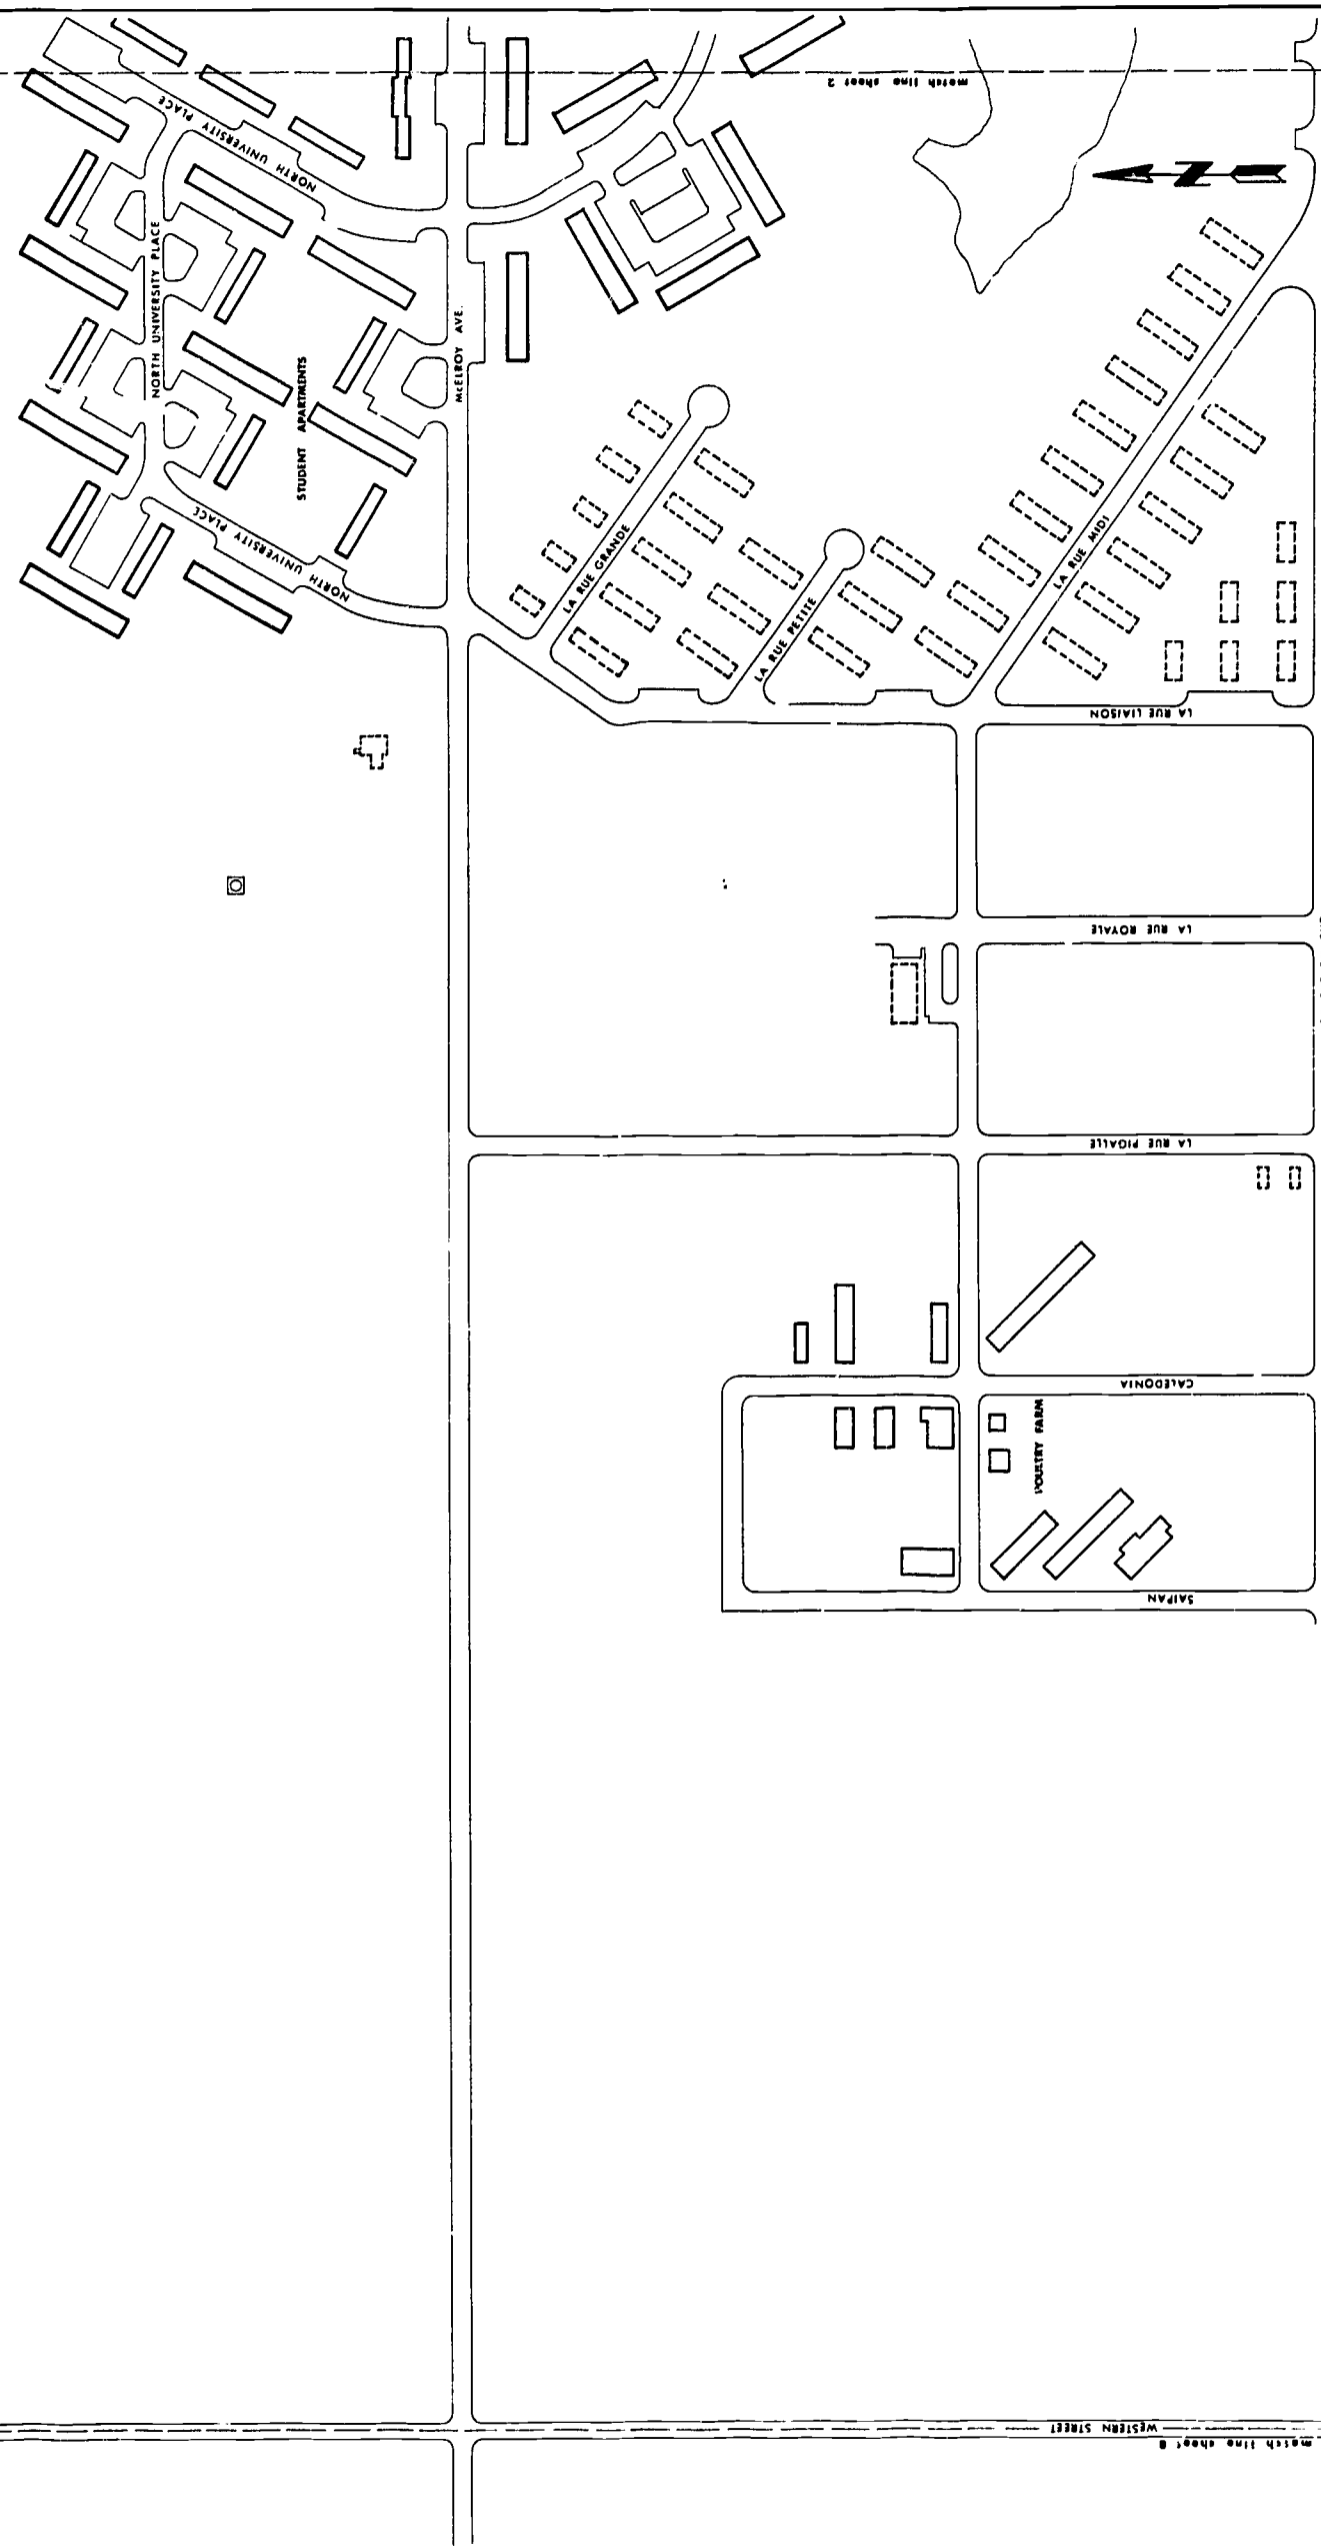 match line sheet 2
NORTH UNIVERSITY PLACE
N
NORTH UNIVERSITY PLACE
McELROY AVE.
STUDENT APARTMENTS
NORTH UNIVERSITY PLACE
LA RUE GRANDE
LA RUE MIDI
LA RUE PETITE
LA RUE LIAISON
LA RUE ROYALE
LA RUE PIGALLE
CALEDONIA
POULTRY FARM
SAIPAN
WESTERN STREET
match line sheet 8